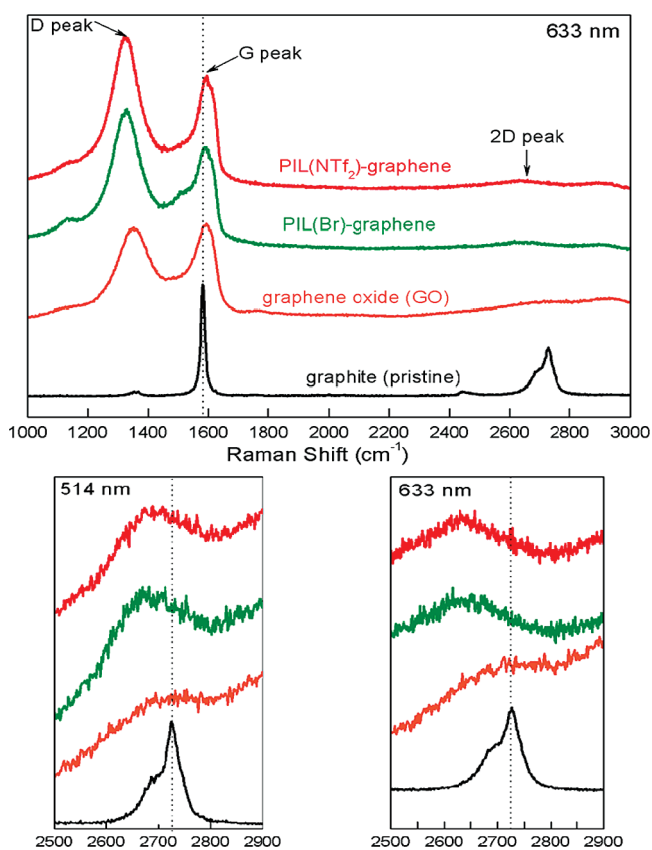 D peak
633 nm
G peak
2D peak
PIL(NTf₂)-graphene
PIL(Br)-graphene
graphene oxide (GO)
graphite (pristine)
1000 1200 1400 1600 1800 2000 2200 2400 2600 2800 3000
Raman Shift (cm⁻¹)
514 nm
633 nm
2500 2600 2700 2800 2900
2500 2600 2700 2800 2900